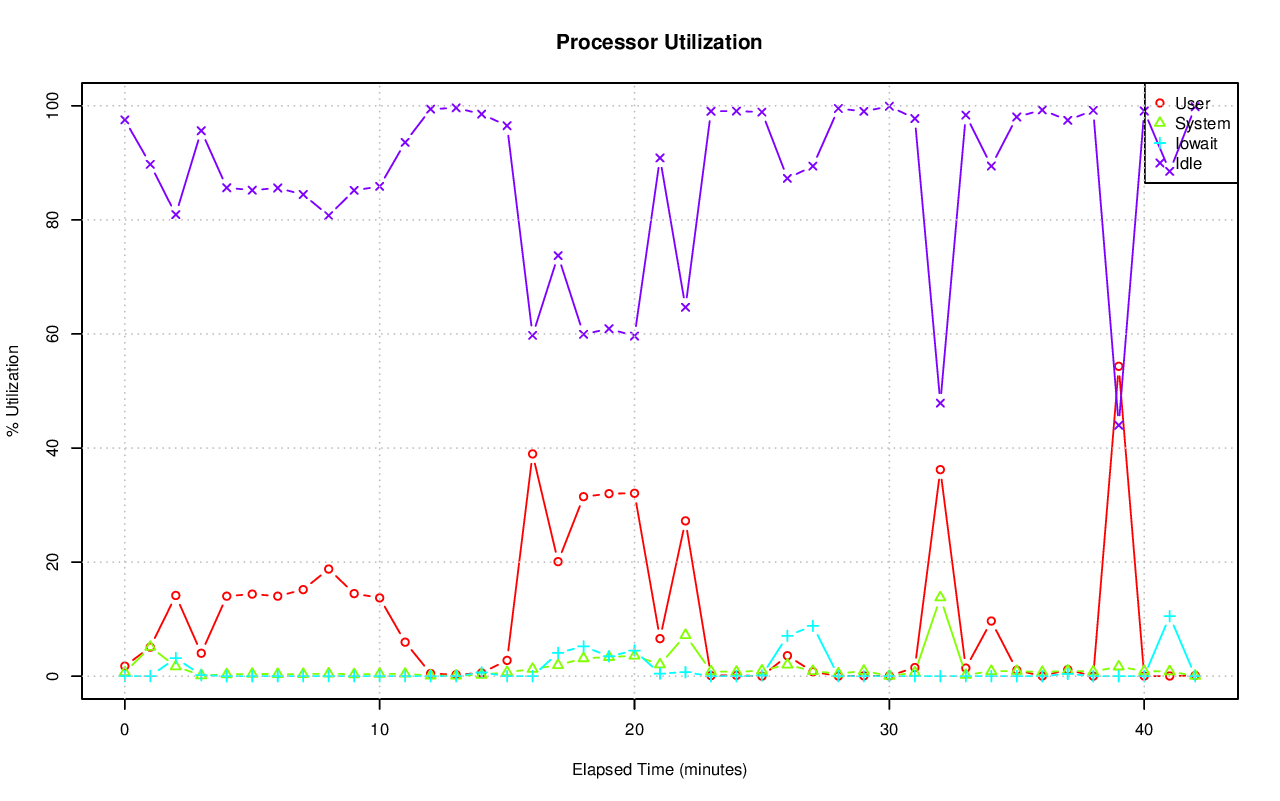 Processor Utilization
% Utilization
100
80
60
40
20
0
User
System
Iowait
Idle
0 10 20 30 40
Elapsed Time (minutes)